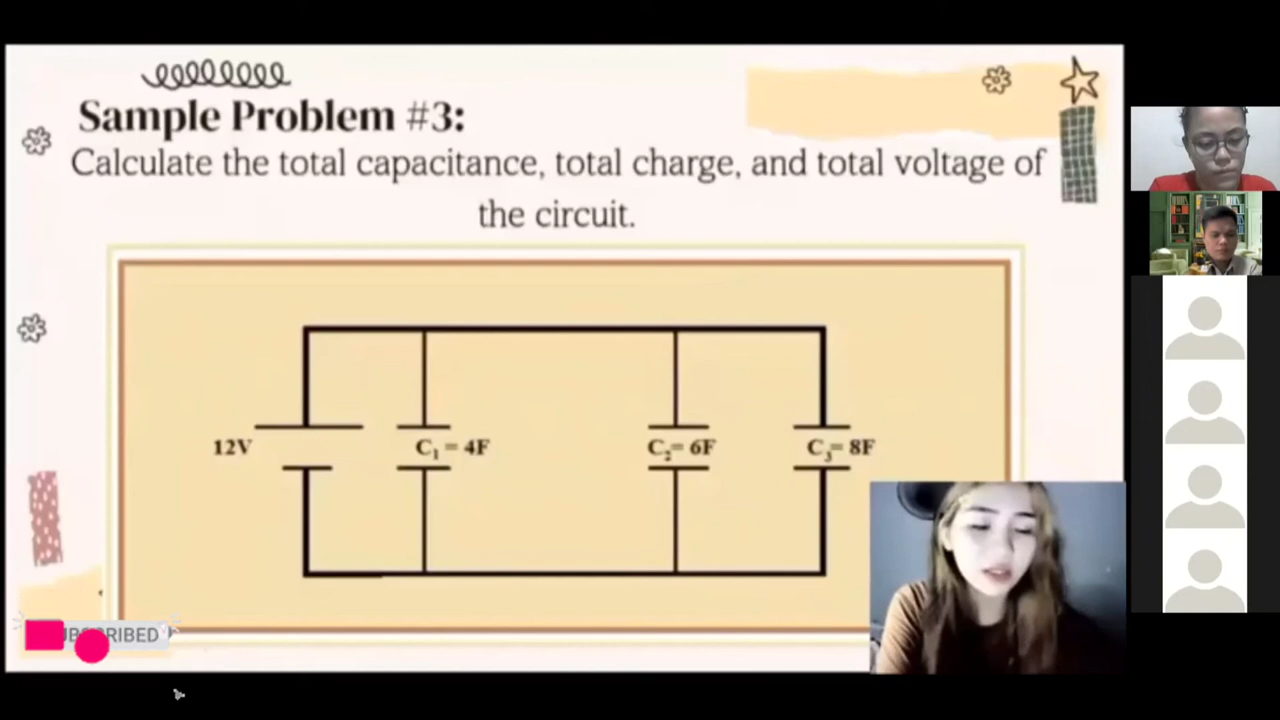 Sample Problem #3:
Calculate the total capacitance, total charge, and total voltage of
the circuit.
12V
C₁ = 4F
C₂= 6F
C₃= 8F